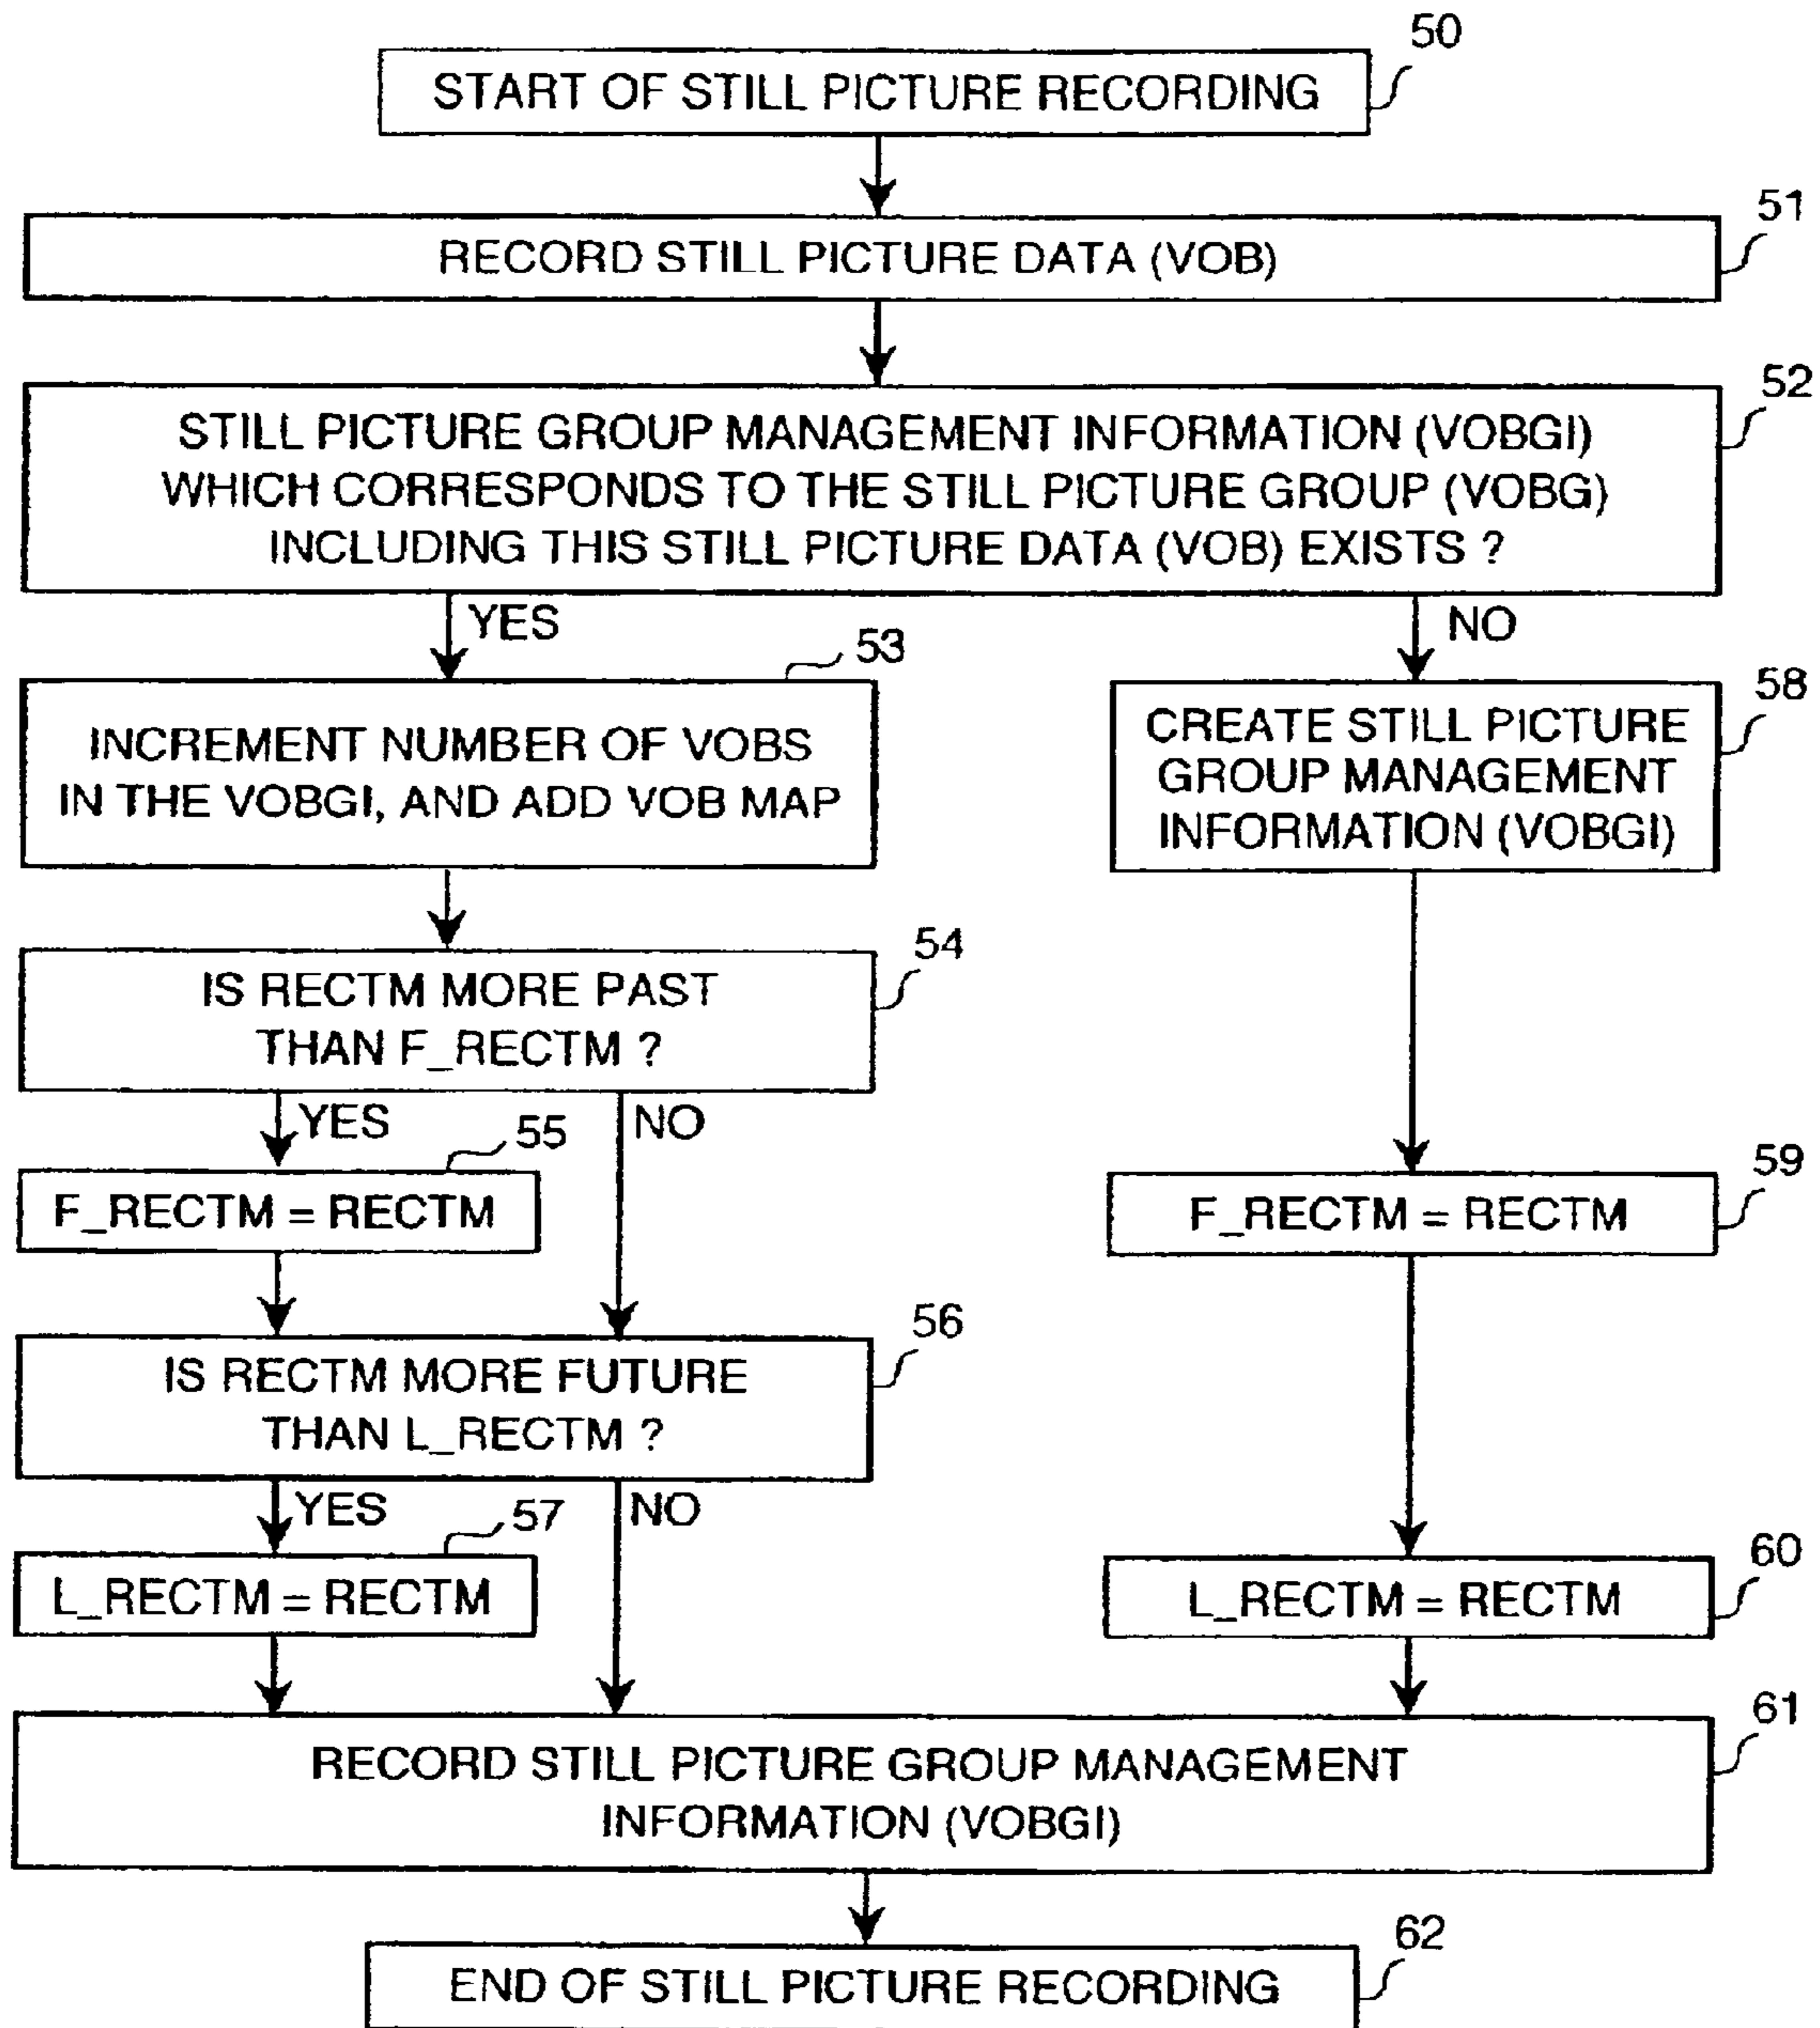 50
START OF STILL PICTURE RECORDING
51
RECORD STILL PICTURE DATA (VOB)
52
STILL PICTURE GROUP MANAGEMENT INFORMATION (VOBGI)
WHICH CORRESPONDS TO THE STILL PICTURE GROUP (VOBG)
INCLUDING THIS STILL PICTURE DATA (VOB) EXISTS ?
YES
NO
53
INCREMENT NUMBER OF VOBS
IN THE VOBGI, AND ADD VOB MAP
58
CREATE STILL PICTURE
GROUP MANAGEMENT
INFORMATION (VOBGI)
54
IS RECTM MORE PAST
THAN F_RECTM ?
YES
NO
55
F_RECTM = RECTM
59
F_RECTM = RECTM
56
IS RECTM MORE FUTURE
THAN L_RECTM ?
YES
NO
57
L_RECTM = RECTM
60
L_RECTM = RECTM
61
RECORD STILL PICTURE GROUP MANAGEMENT
INFORMATION (VOBGI)
62
END OF STILL PICTURE RECORDING